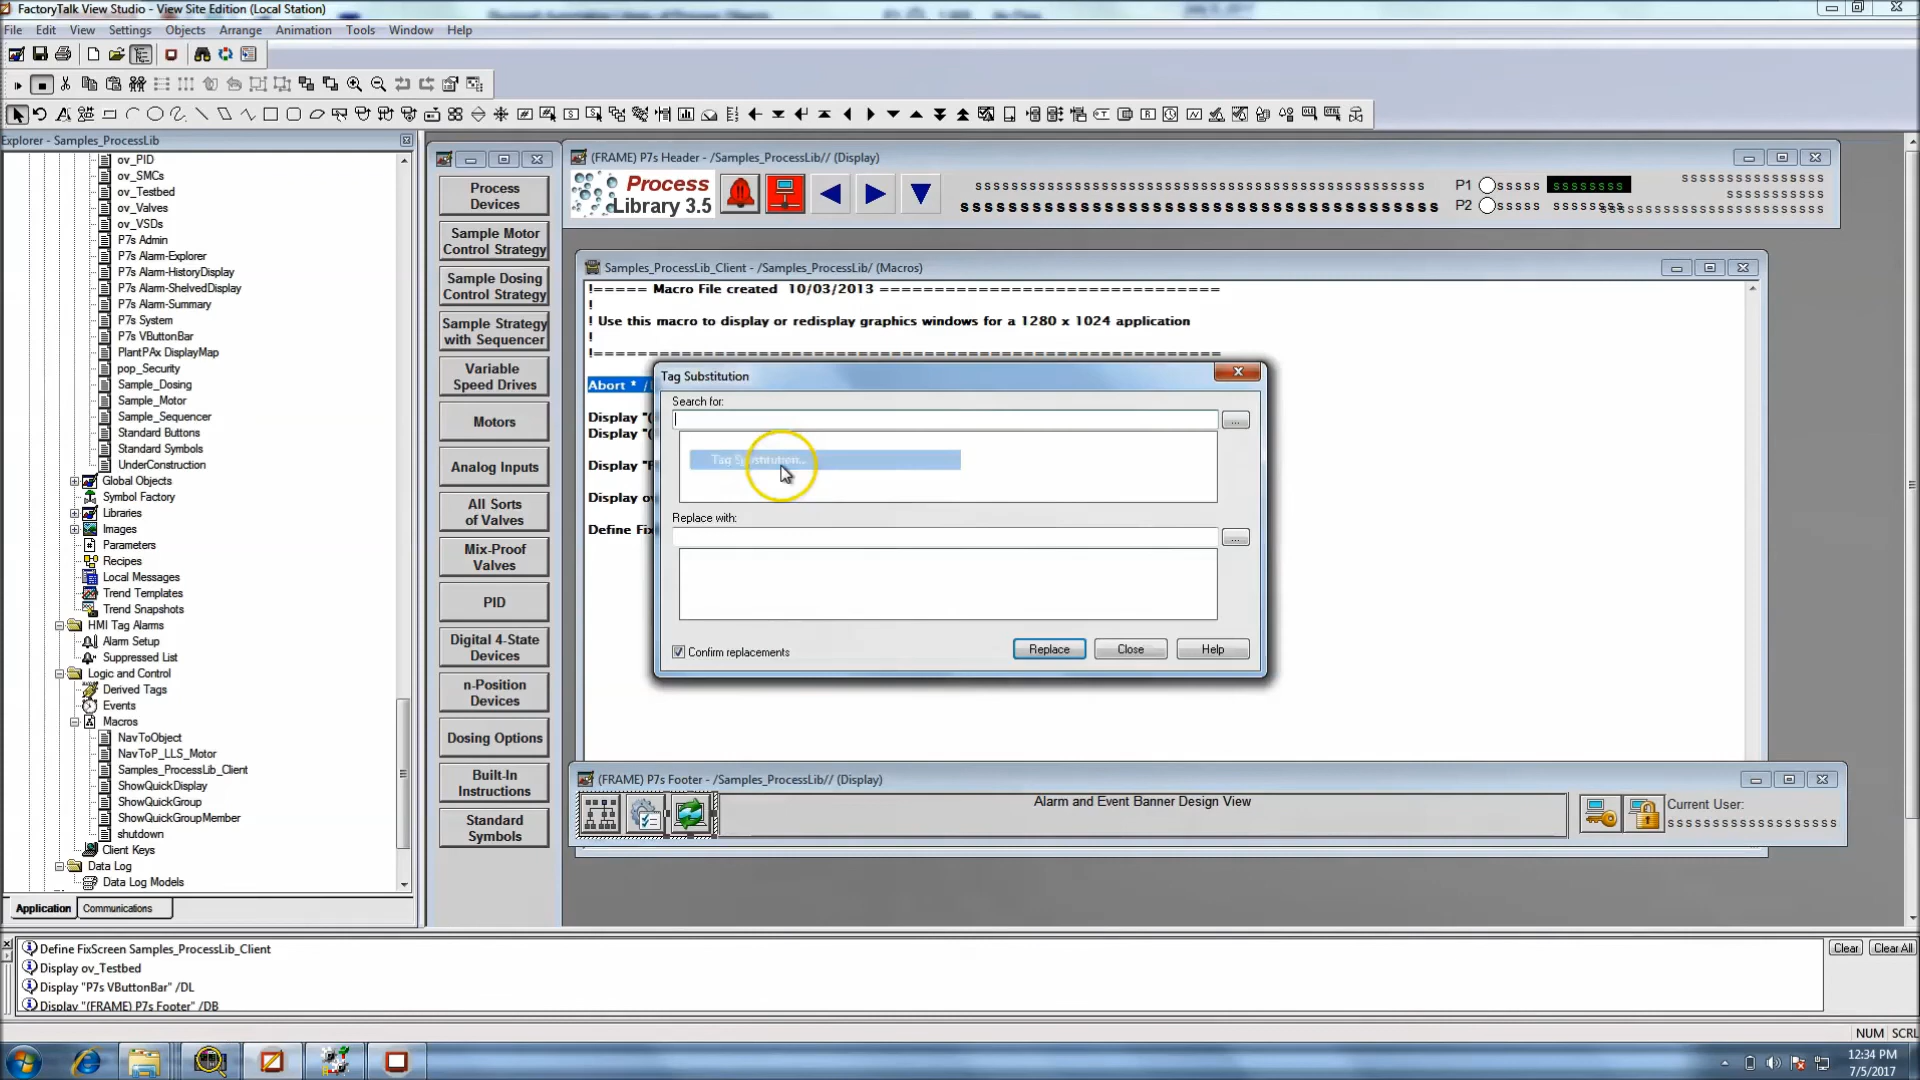 FactoryTalk View Studio - View Site Edition (Local Station)
File Edit View Settings Objects Arrange Animation Tools Window Help
Explorer - Samples_ProcessLib
ov_PID
ov_SMCs
ov_Testbed
ov_Valves
ov_VSDs
P7s Admin
P7s Alarm-Explorer
P7s Alarm-HistoryDisplay
P7s Alarm-ShelvedDisplay
P7s Alarm-Summary
P7s System
P7s VButtonBar
PlantPAx DisplayMap
pop_Security
Sample_Dosing
Sample_Motor
Sample_Sequencer
Standard Buttons
Standard Symbols
UnderConstruction
Global Objects
Symbol Factory
Libraries
Images
Parameters
Recipes
Local Messages
Trend Templates
Trend Snapshots
HMI Tag Alarms
Alarm Setup
Suppressed List
Logic and Control
Derived Tags
Events
Macros
NavToObject
NavToP_LLS_Motor
Samples_ProcessLib_Client
ShowQuickDisplay
ShowQuickGroup
ShowQuickGroupMember
shutdown
Client Keys
Data Log
Data Log Models
Application Communications
Process
Devices
Sample Motor
Control Strategy
Sample Dosing
Control Strategy
Sample Strategy
with Sequencer
Variable
Speed Drives
Motors
Analog Inputs
All Sorts
of Valves
Mix-Proof
Valves
PID
Digital 4-State
Devices
n-Position
Devices
Dosing Options
Built-In
Instructions
Standard
Symbols
(FRAME) P7s Header - /Samples_ProcessLib// (Display)
Process
Library 3.5
P1 sssss ssssssss
P2 sssss
Samples_ProcessLib_Client - /Samples_ProcessLib/ (Macros)
!===== Macro File created 10/03/2013 ===============================
!
! Use this macro to display or redisplay graphics windows for a 1280 x 1024 application
!
Abort * /
Display "(
Display "(
Display "
Display ov
Define Fix
Tag Substitution
Search for:
...
Tag Substitution...
Replace with:
...
Confirm replacements
Replace Close Help
(FRAME) P7s Footer - /Samples_ProcessLib// (Display)
Alarm and Event Banner Design View
Current User:
sssssssssssssssss
Define FixScreen Samples_ProcessLib_Client
Display ov_Testbed
Display "P7s VButtonBar" /DL
Display "(FRAME) P7s Footer" /DB
Clear Clear All
NUM SCRL
12:34 PM
7/5/2017